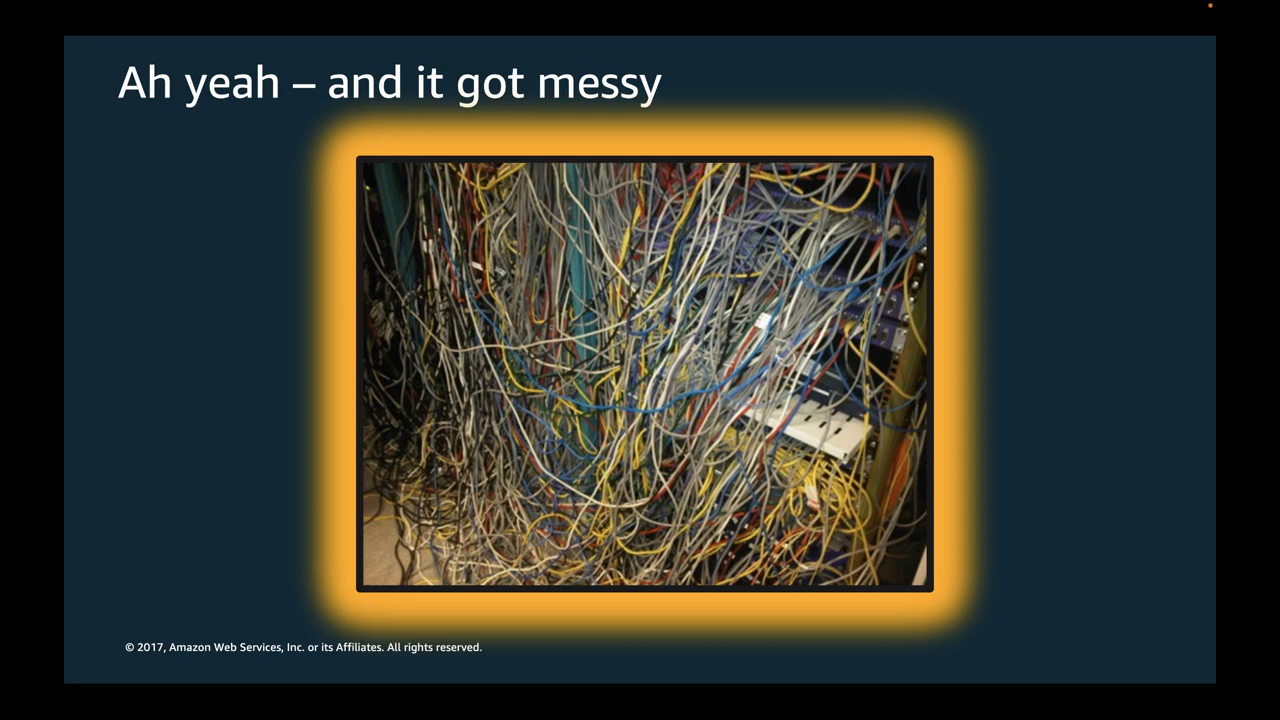 Ah yeah – and it got messy
© 2017, Amazon Web Services, Inc. or its Affiliates. All rights reserved.